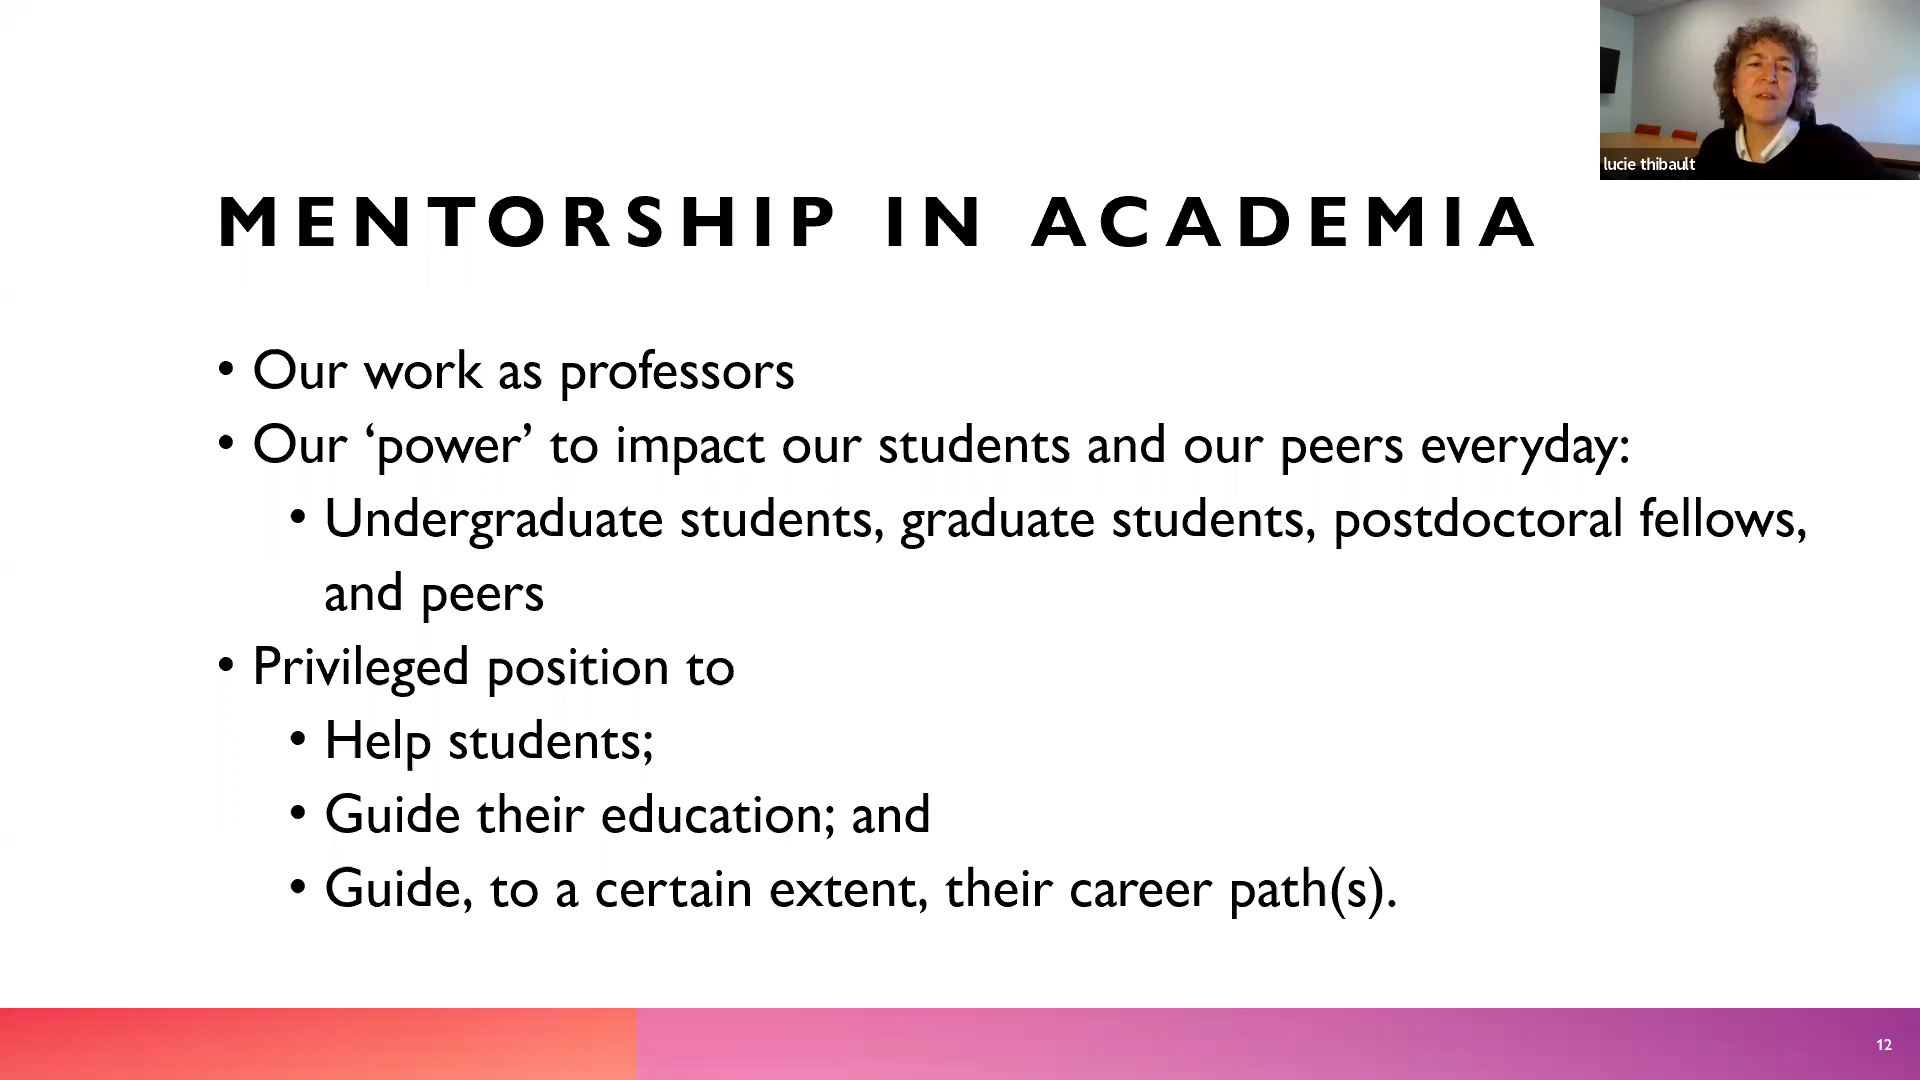 lucie thibault
MENTORSHIP IN ACADEMIA
• Our work as professors
• Our ‘power’ to impact our students and our peers everyday:
• Undergraduate students, graduate students, postdoctoral fellows,
and peers
• Privileged position to
• Help students;
• Guide their education; and
• Guide, to a certain extent, their career path(s).
12